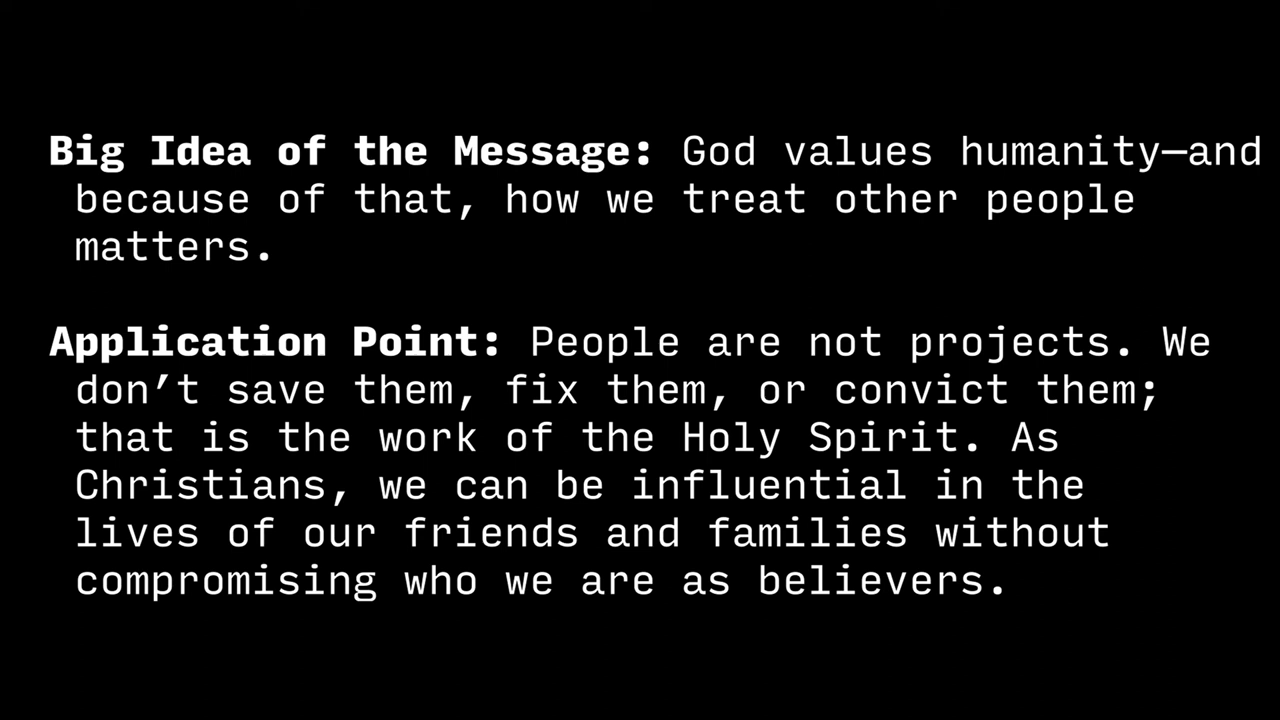 Big Idea of the Message: God values humanity—and
because of that, how we treat other people
matters.
Application Point: People are not projects. We
don’t save them, fix them, or convict them;
that is the work of the Holy Spirit. As
Christians, we can be influential in the
lives of our friends and families without
compromising who we are as believers.